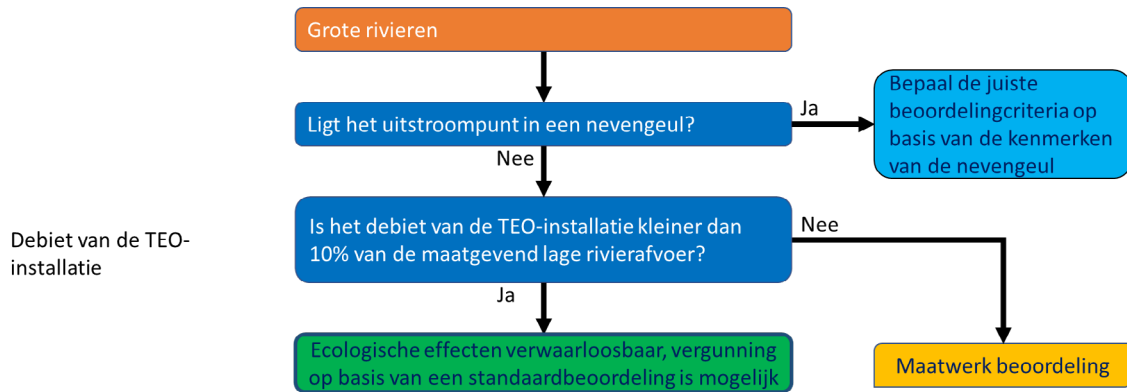 Grote rivieren
Ligt het uitstroompunt in een nevengeul?
Ja
Bepaal de juiste
beoordelingcriteria op
basis van de kenmerken
van de nevengeul
Nee
Debiet van de TEO-
installatie
Is het debiet van de TEO-installatie kleiner dan
10% van de maatgevend lage rivierafvoer?
Nee
Ja
Ecologische effecten verwaarloosbaar, vergunning
op basis van een standaardbeoordeling is mogelijk
Maatwerk beoordeling